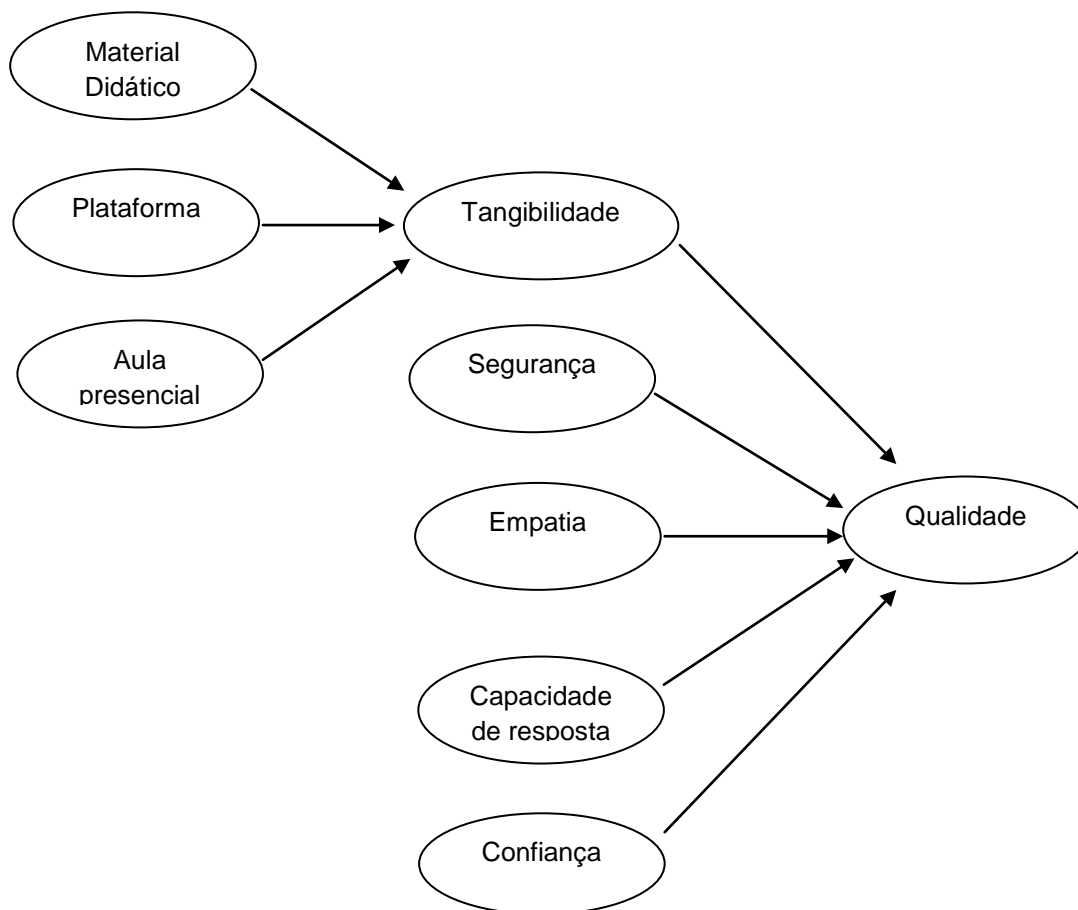 Material
Didático
Plataforma
Tangibilidade
Aula
presencial
Segurança
Empatia
Qualidade
Capacidade
de resposta
Confiança